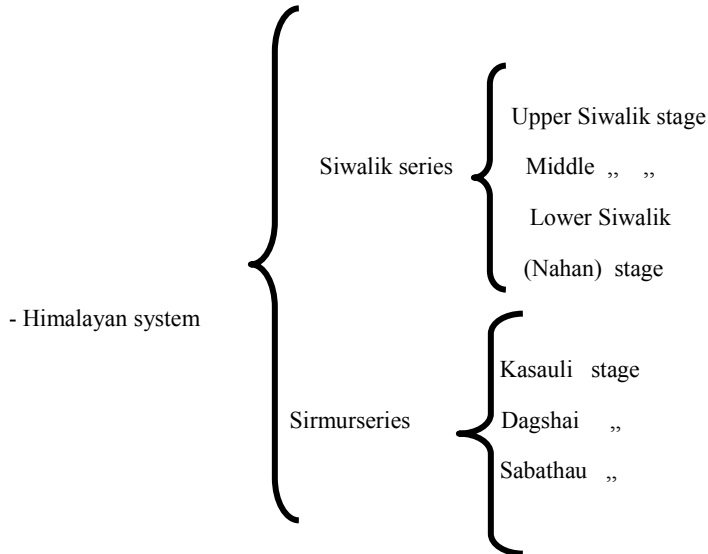 Upper Siwalik stage
Siwalik series
Middle ,, ,,
Lower Siwalik
(Nahan) stage
- Himalayan system
Kasauli stage
Sirmurseries
Dagshai ,,
Sabathau ,,